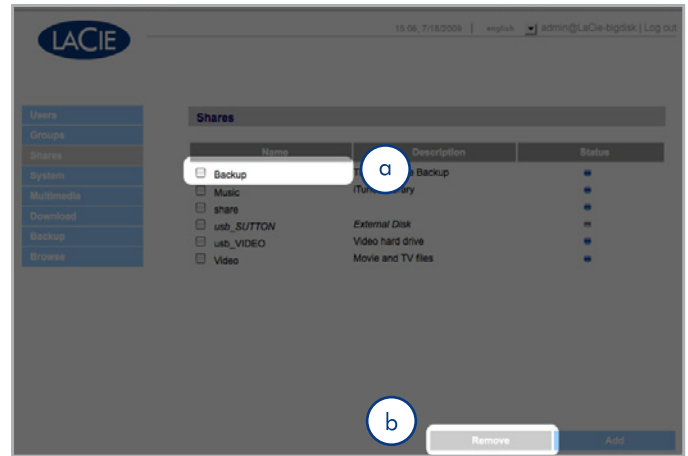 LACIE
15:06, 7/18/2009 | english admin@LaCie-bigdisk | Log out
Users
Groups
Shares
System
Multimedia
Download
Backup
Browse
Shares
Name Description Status
Backup Backup
a
Music
share
usb_SUTTON External Disk
usb_VIDEO Video hard drive
Video Movie and TV files
b
Remove Add